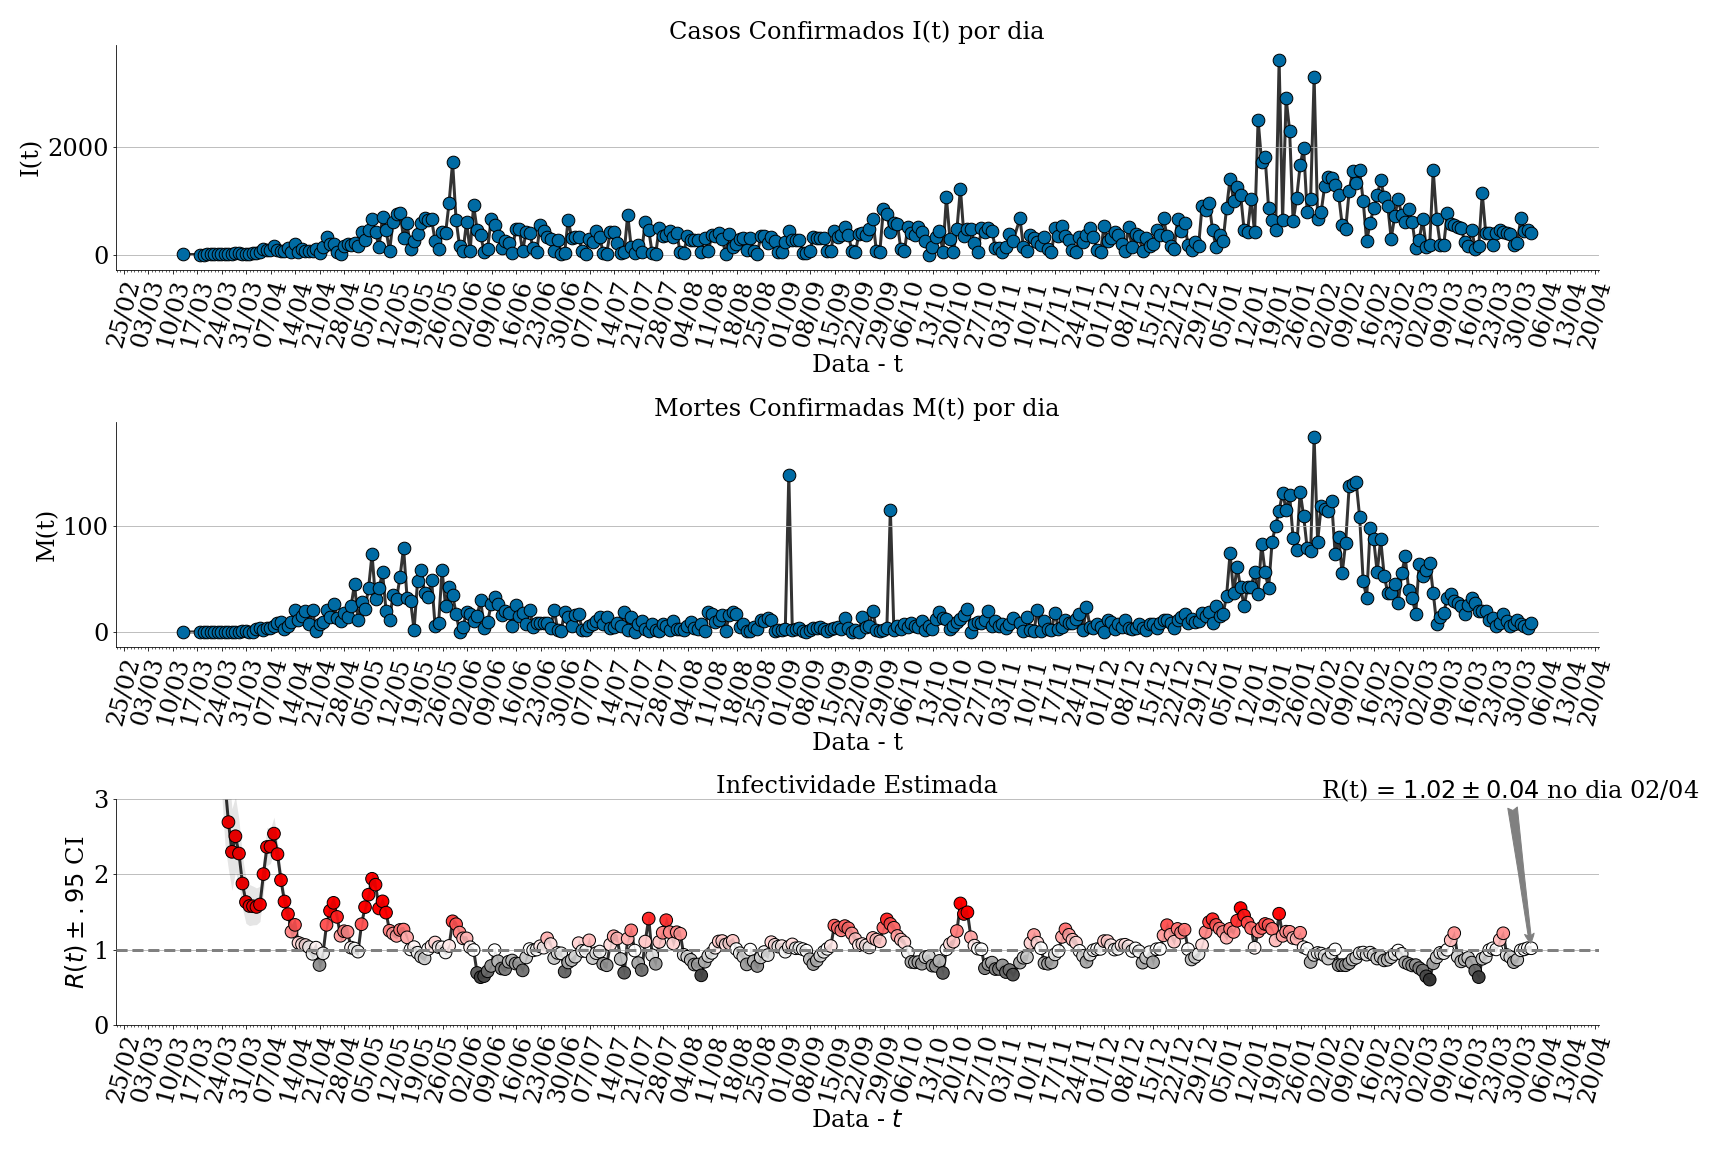 Casos Confirmados I(t) por dia
I(t)
2000
0
25/02 03/03 10/03 17/03 24/03 31/03 07/04 14/04 21/04 28/04 05/05 12/05 19/05 26/05 02/06 09/06 16/06 23/06 30/06 07/07 14/07 21/07 28/07 04/08 11/08 18/08 25/08 01/09 08/09 15/09 22/09 29/09 06/10 13/10 20/10 27/10 03/11 10/11 17/11 24/11 01/12 08/12 15/12 22/12 29/12 05/01 12/01 19/01 26/01 02/02 09/02 16/02 23/02 02/03 09/03 16/03 23/03 30/03 06/04 13/04 20/04
Data - t
Mortes Confirmadas M(t) por dia
M(t)
100
0
25/02 03/03 10/03 17/03 24/03 31/03 07/04 14/04 21/04 28/04 05/05 12/05 19/05 26/05 02/06 09/06 16/06 23/06 30/06 07/07 14/07 21/07 28/07 04/08 11/08 18/08 25/08 01/09 08/09 15/09 22/09 29/09 06/10 13/10 20/10 27/10 03/11 10/11 17/11 24/11 01/12 08/12 15/12 22/12 29/12 05/01 12/01 19/01 26/01 02/02 09/02 16/02 23/02 02/03 09/03 16/03 23/03 30/03 06/04 13/04 20/04
Data - t
Infectividade Estimada
R(t) = 1.02 ± 0.04 no dia 02/04
R(t) ± .95 CI
3
2
1
0
25/02 03/03 10/03 17/03 24/03 31/03 07/04 14/04 21/04 28/04 05/05 12/05 19/05 26/05 02/06 09/06 16/06 23/06 30/06 07/07 14/07 21/07 28/07 04/08 11/08 18/08 25/08 01/09 08/09 15/09 22/09 29/09 06/10 13/10 20/10 27/10 03/11 10/11 17/11 24/11 01/12 08/12 15/12 22/12 29/12 05/01 12/01 19/01 26/01 02/02 09/02 16/02 23/02 02/03 09/03 16/03 23/03 30/03 06/04 13/04 20/04
Data - t